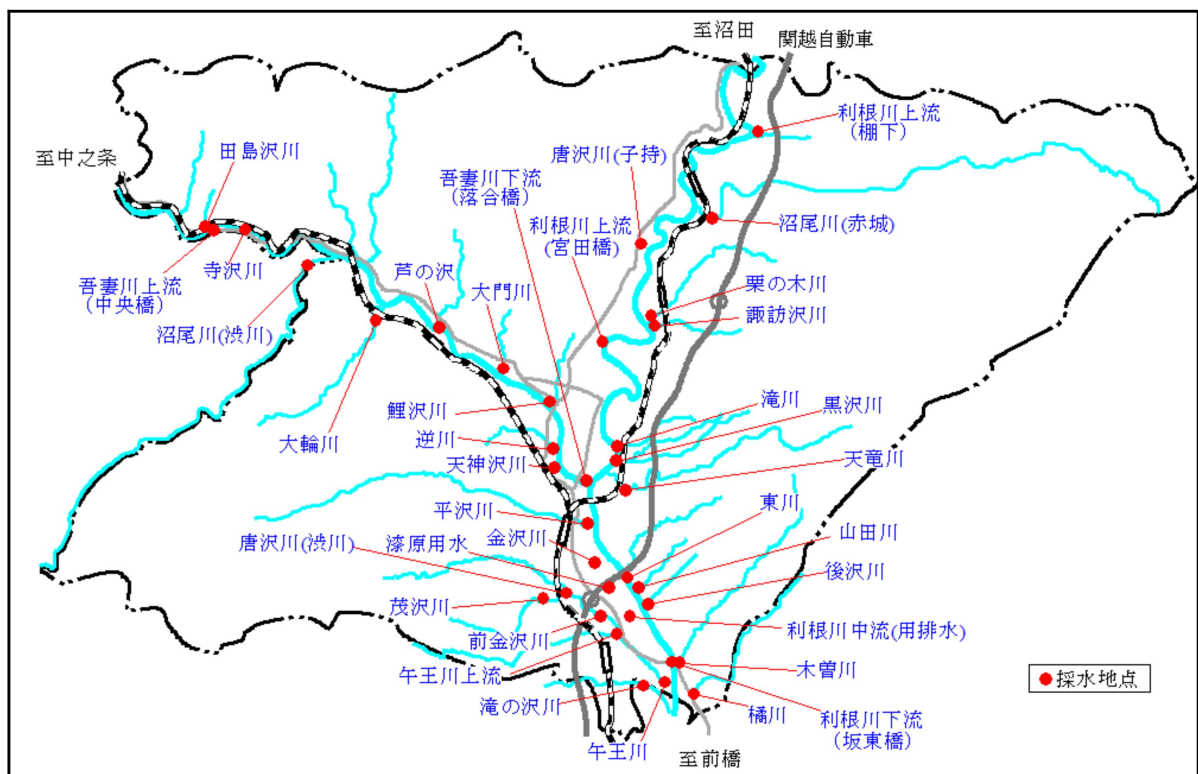 至沼田
関越自動車
利根川上流
（棚下）
田島沢川
唐沢川(子持)
至中之条
吾妻川下流
（落合橋）
利根川上流
（宮田橋）
沼尾川(赤城)
寺沢川
吾妻川上流
（中央橋）
芦の沢
大門川
栗の木川
諏訪沢川
沼尾川(渋川)
鯉沢川
滝川
黒沢川
大輪川
逆川
天神沢川
天竜川
平沢川
東川
唐沢川(渋川)
漆原用水
金沢川
山田川
後沢川
茂沢川
前金沢川
利根川中流(用排水)
午王川上流
木曽川
採水地点
滝の沢川
橘川
利根川下流
（坂東橋）
午王川
至前橋